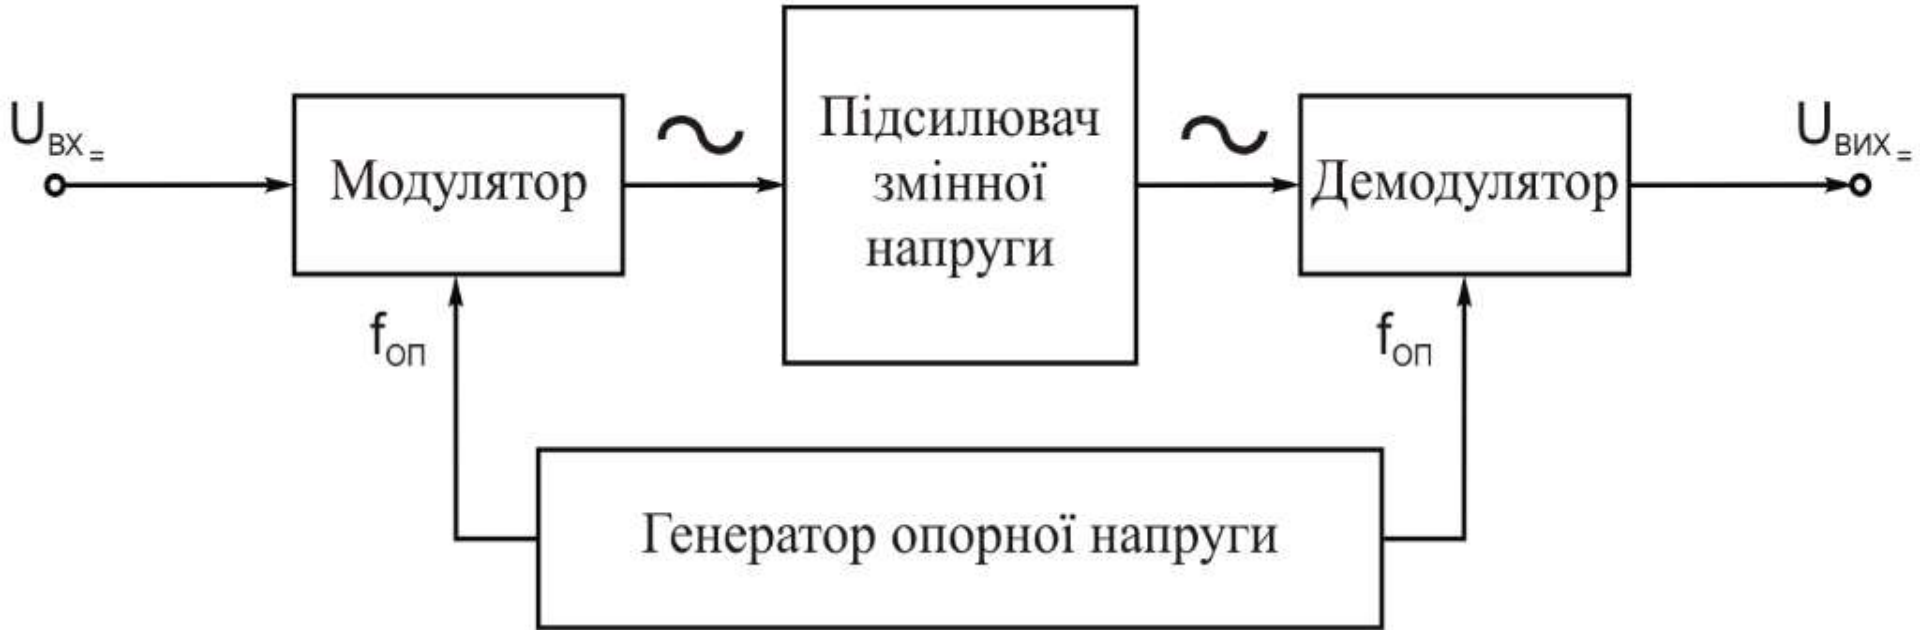 Uвх=
Модулятор
Підсилювач
змінної
напруги
Демодулятор
Uвих=
fоп
fоп
Генератор опорної напруги